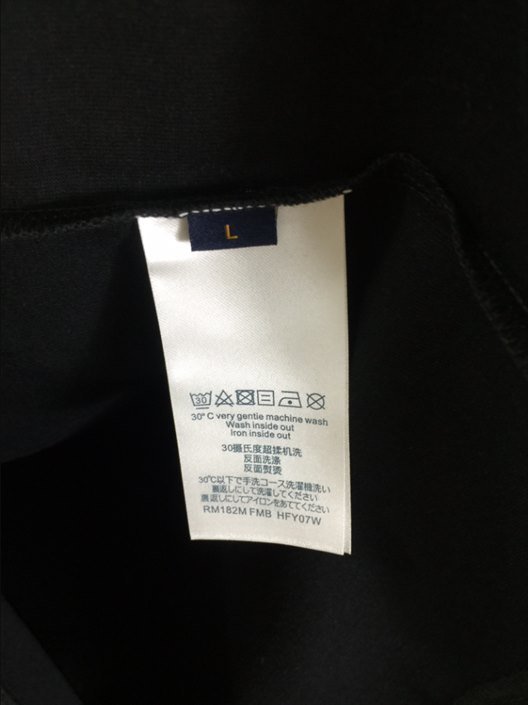 L
30
30° C very gentie machine wash
Wash inside out
Iron inside out
30摄氏度超揉机洗
反面洗涤
反面熨烫
30℃以下で手洗コース洗濯機洗い
裏返しにして洗濯してください
裏返しにしてアイロンをあててください
RM182M FMB HFY07W